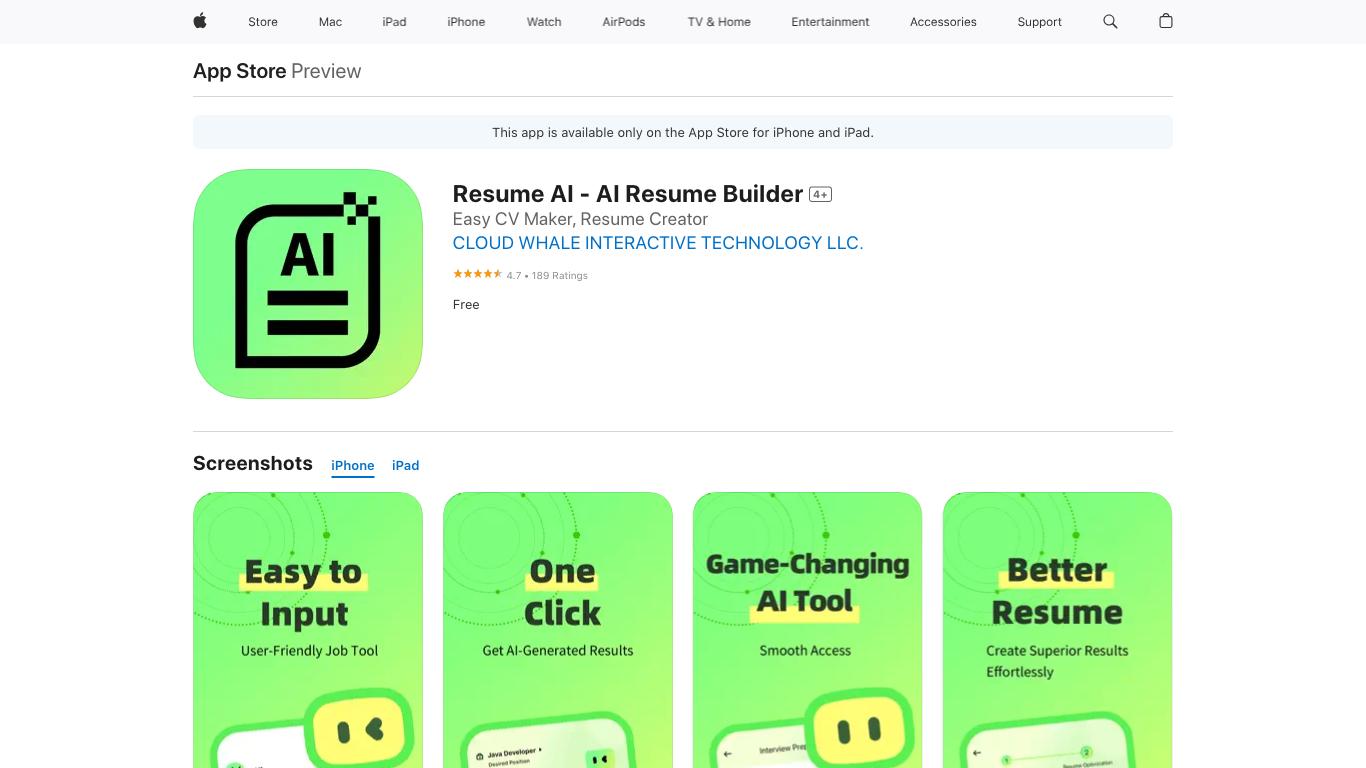 Store Mac iPad iPhone Watch AirPods TV & Home Entertainment Accessories Support
App Store Preview
This app is available only on the App Store for iPhone and iPad.
AI
Resume AI - AI Resume Builder 4+
Easy CV Maker, Resume Creator
CLOUD WHALE INTERACTIVE TECHNOLOGY LLC.
4.7 • 189 Ratings
Free
Screenshots iPhone iPad
Easy to
Input
User-Friendly Job Tool
One
Click
Get AI-Generated Results
Java Developer
Desired Position
Game-Changing
AI Tool
Smooth Access
Interview
Better
Resume
Create Superior Results
Effortlessly
1
2
Resume Optimization